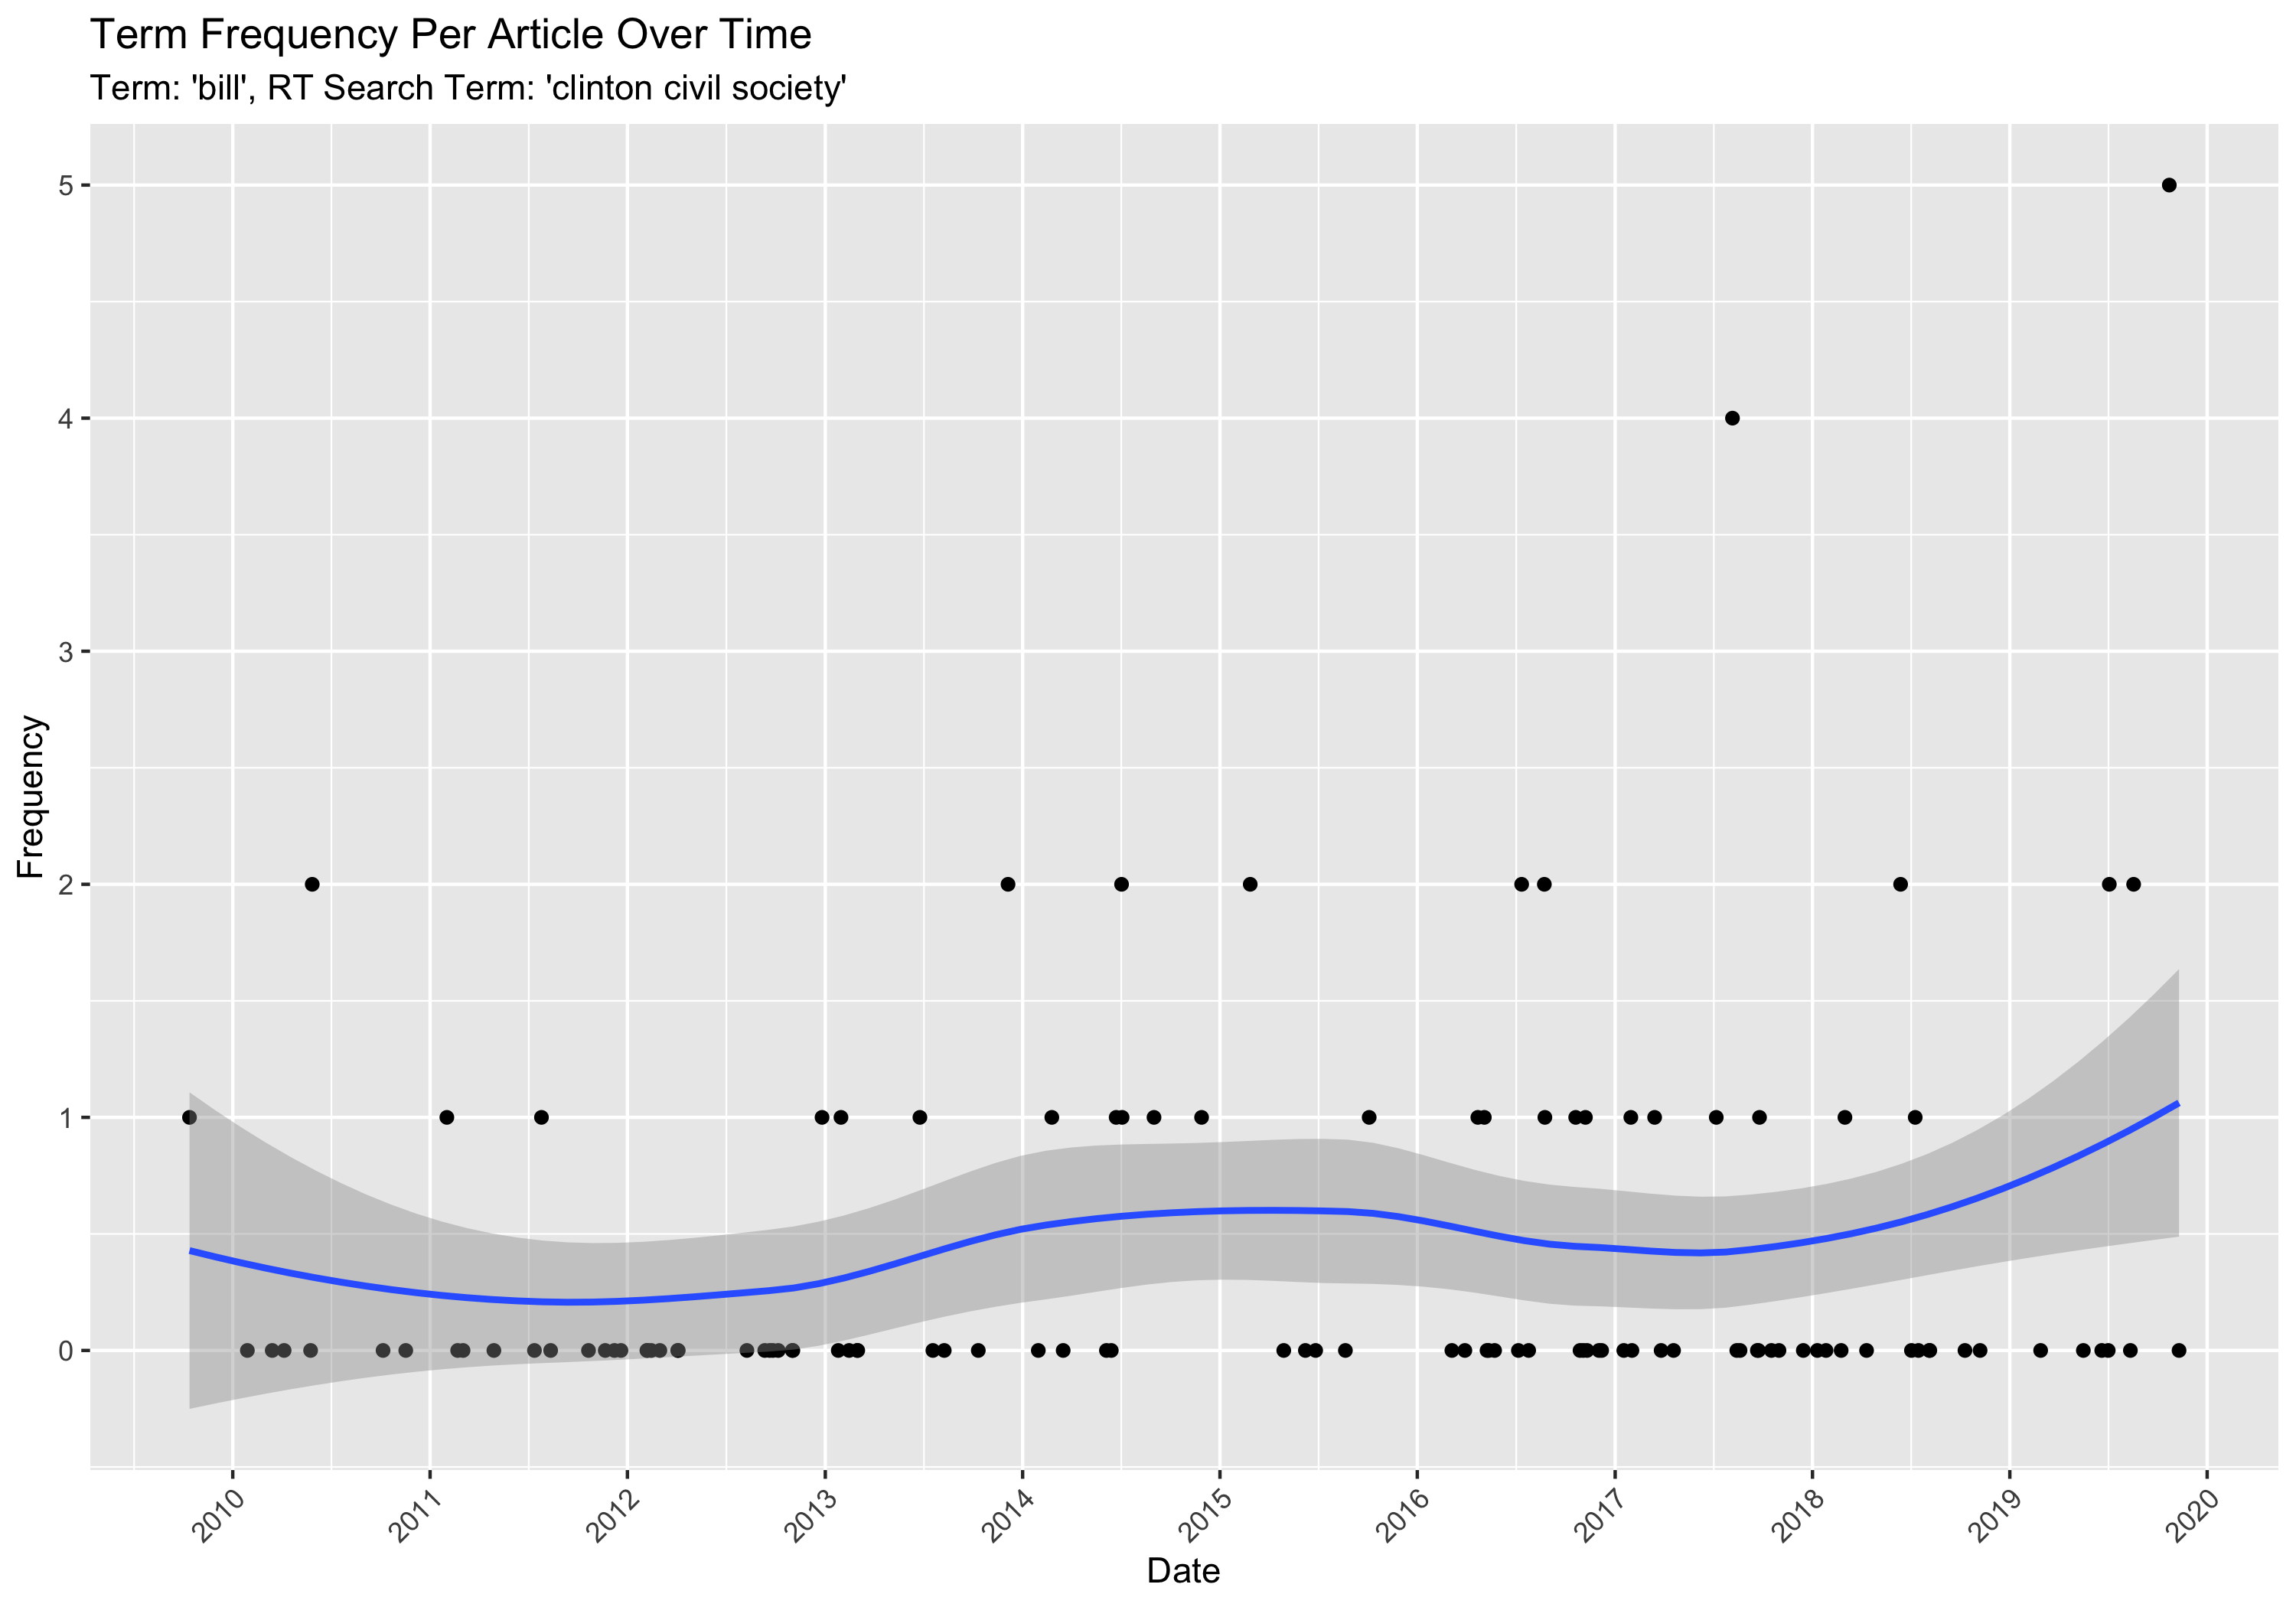 Term Frequency Per Article Over Time
Term: 'bill', RT Search Term: 'clinton civil society'
5
4
3
2
1
0
Frequency
2010 2011 2012 2013 2014 2015 2016 2017 2018 2019 2020
Date